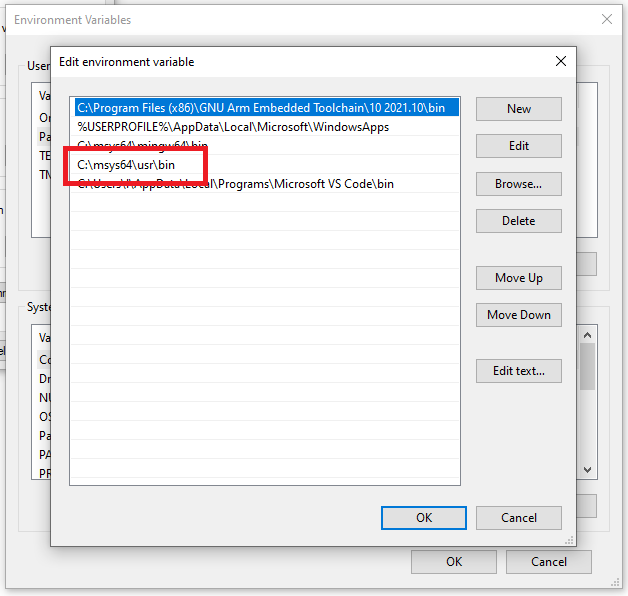 Environment Variables
Edit environment variable
User
Va
On
Pa
TE
TM
C:\Program Files (x86)\GNU Arm Embedded Toolchain\10 2021.10\bin
%USERPROFILE%\AppData\Local\Microsoft\WindowsApps
C:\msys64\mingw64\bin
C:\msys64\usr\bin
C:\Users\I\AppData\Local\Programs\Microsoft VS Code\bin
New
Edit
Browse...
Delete
Move Up
Move Down
Edit text...
Syste
Va
Co
Dr
NU
OS
Pa
PA
PR
OK
Cancel
OK
Cancel